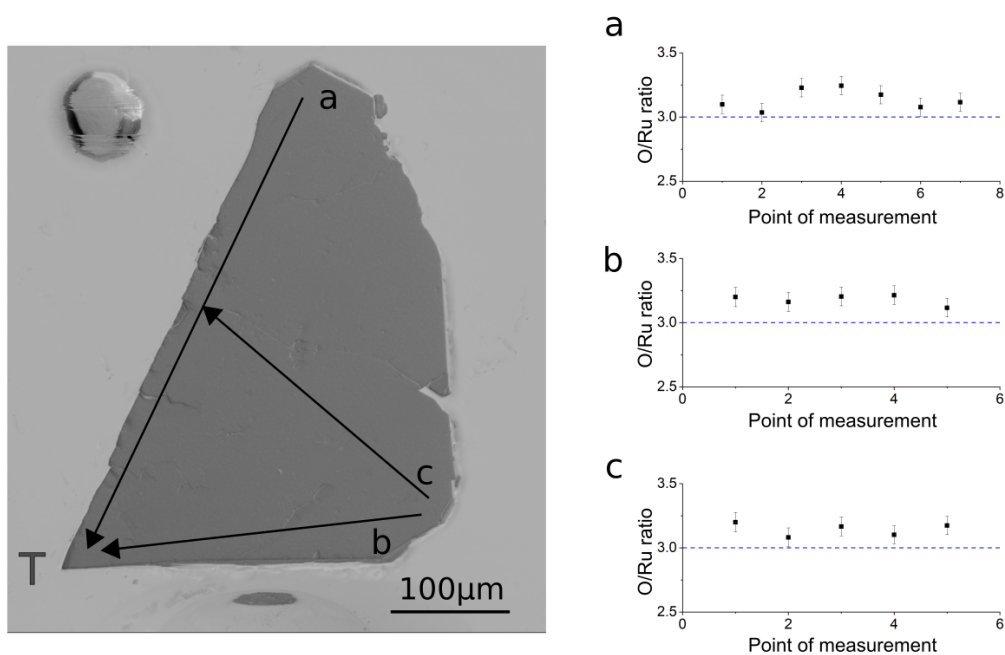 a
c
b
T
100μm
a
3.5
3.0
2.5
O/Ru ratio
0 2 4 6 8
Point of measurement
b
3.5
3.0
2.5
O/Ru ratio
0 2 4 6
Point of measurement
c
3.5
3.0
2.5
O/Ru ratio
0 2 4 6
Point of measurement